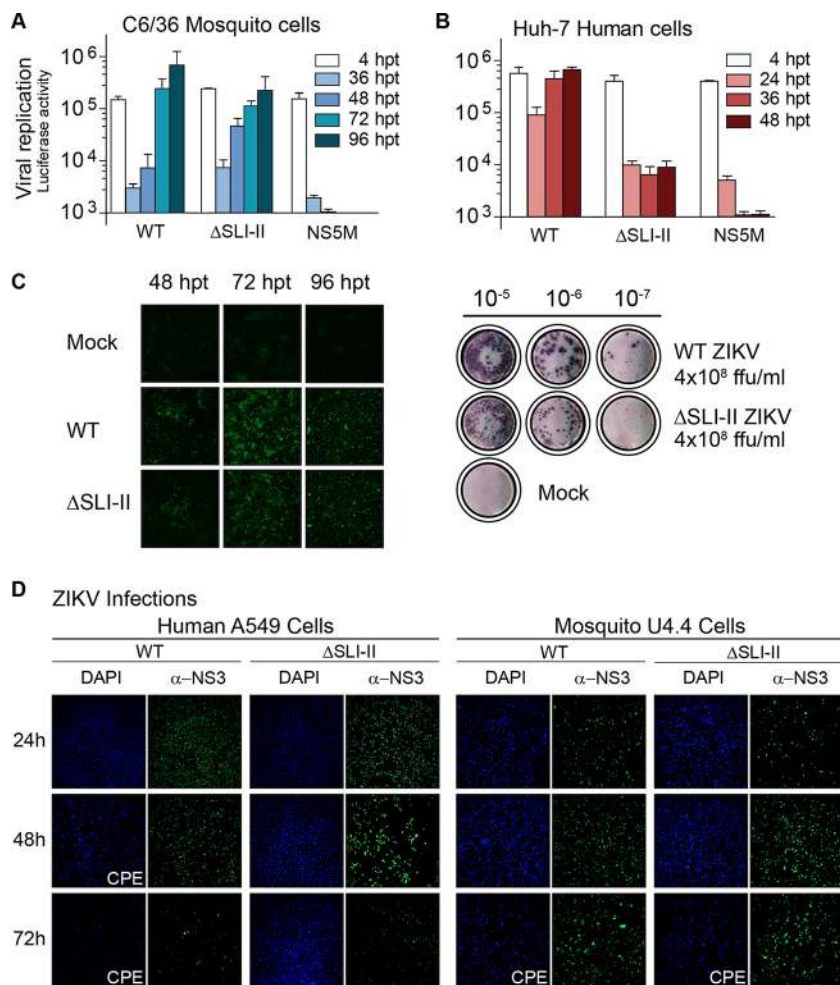 A
C6/36 Mosquito cells
Viral replication
Luciferase activity
10⁶
10⁵
10⁴
10³
4 hpt
36 hpt
48 hpt
72 hpt
96 hpt
WT
ΔSLI-II
NS5M
B
Huh-7 Human cells
10⁶
10⁵
10⁴
10³
4 hpt
24 hpt
36 hpt
48 hpt
WT
ΔSLI-II
NS5M
C
48 hpt 72 hpt 96 hpt
Mock
WT
ΔSLI-II
10⁻⁵ 10⁻⁶ 10⁻⁷
WT ZIKV
4x10⁸ ffu/ml
ΔSLI-II ZIKV
4x10⁸ ffu/ml
Mock
D ZIKV Infections
Human A549 Cells Mosquito U4.4 Cells
WT ΔSLI-II WT ΔSLI-II
DAPI α–NS3 DAPI α–NS3 DAPI α–NS3 DAPI α–NS3
24h
48h
CPE
72h
CPE CPE CPE